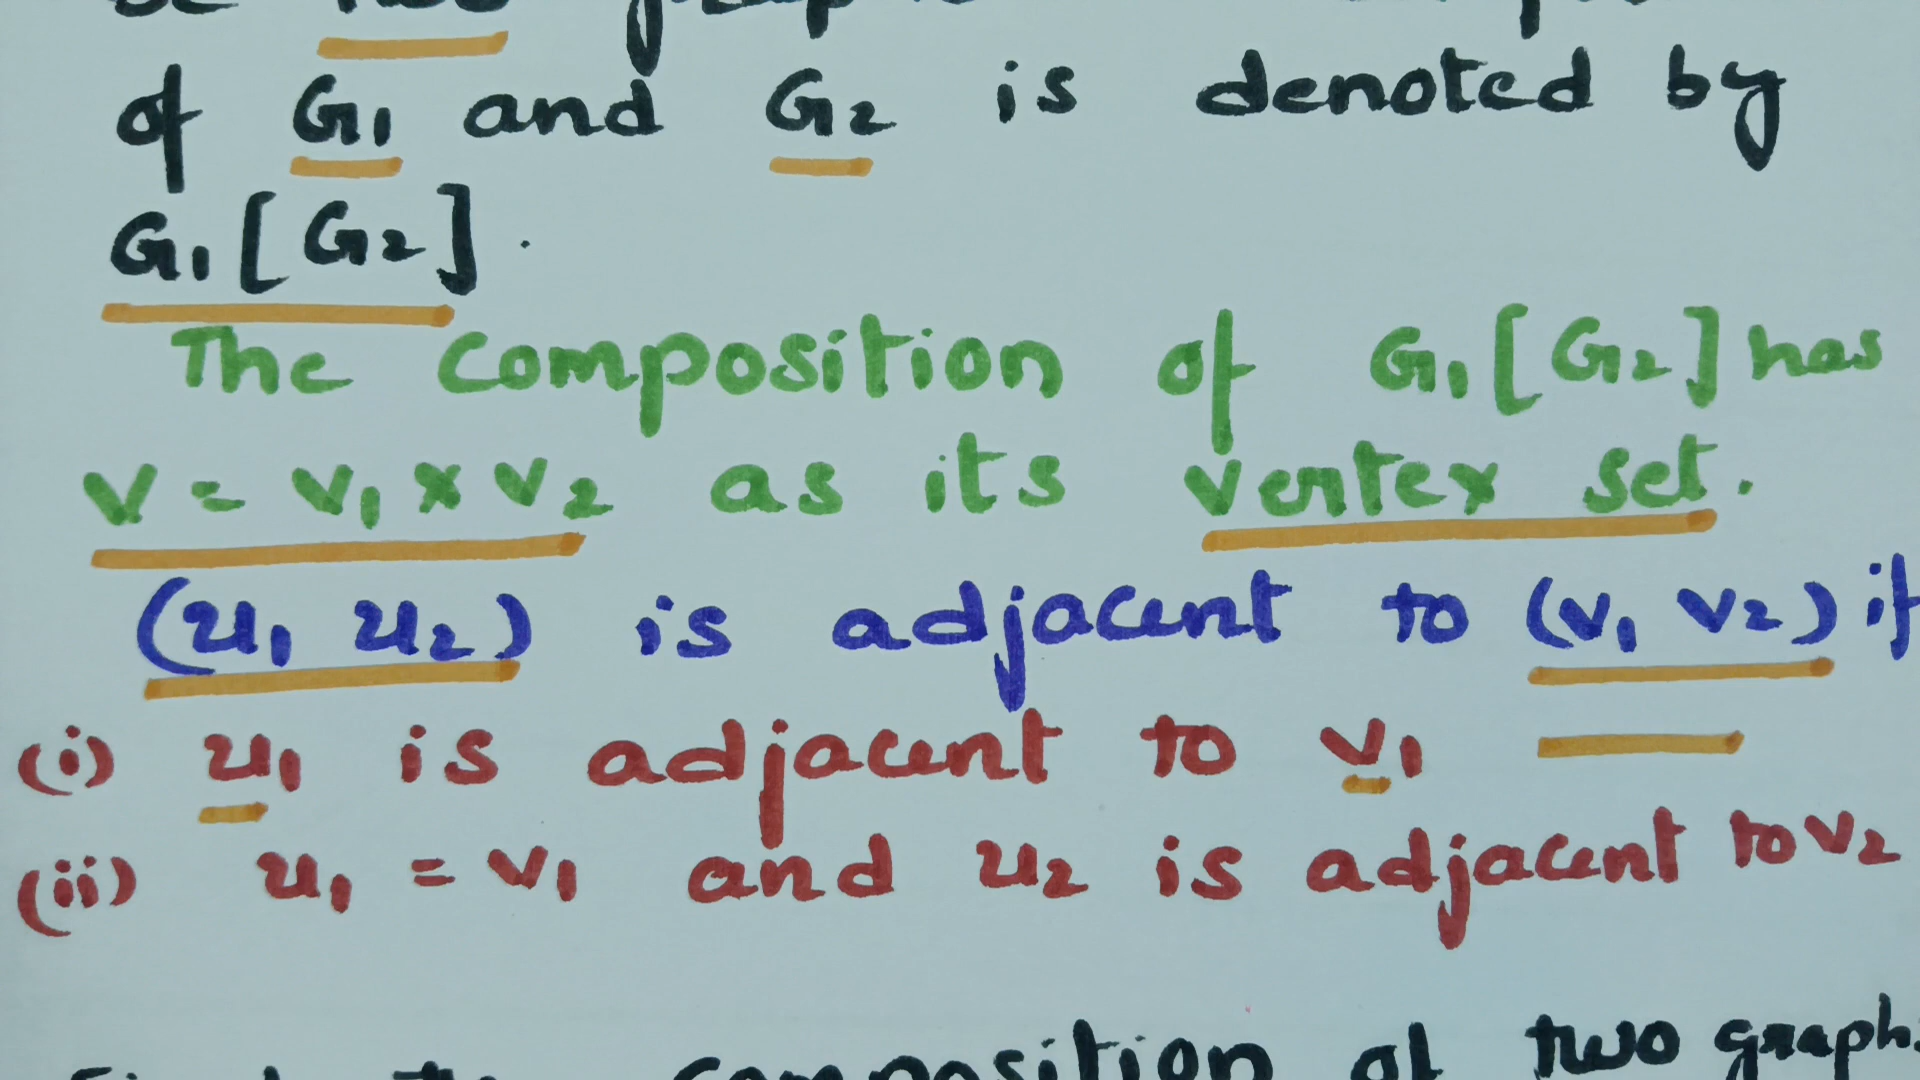 of G1 and G2 is denoted by
G1[G2].
The composition of G1[G2] has
V = V1 × V2 as its vertex set.
(u1 u2) is adjacent to (v1 v2) if
(i) u1 is adjacent to v1
(ii) u1 = v1 and u2 is adjacent to v2
composition of two graph